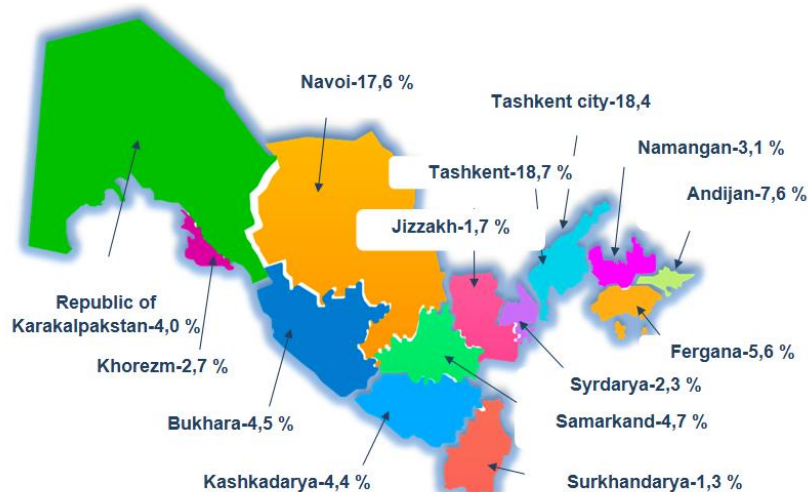 Navoi-17,6 %
Tashkent city-18,4
Namangan-3,1 %
Tashkent-18,7 %
Andijan-7,6 %
Jizzakh-1,7 %
Republic of
Karakalpakstan-4,0 %
Khorezm-2,7 %
Fergana-5,6 %
Syrdarya-2,3 %
Bukhara-4,5 %
Samarkand-4,7 %
Kashkadarya-4,4 %
Surkhandarya-1,3 %